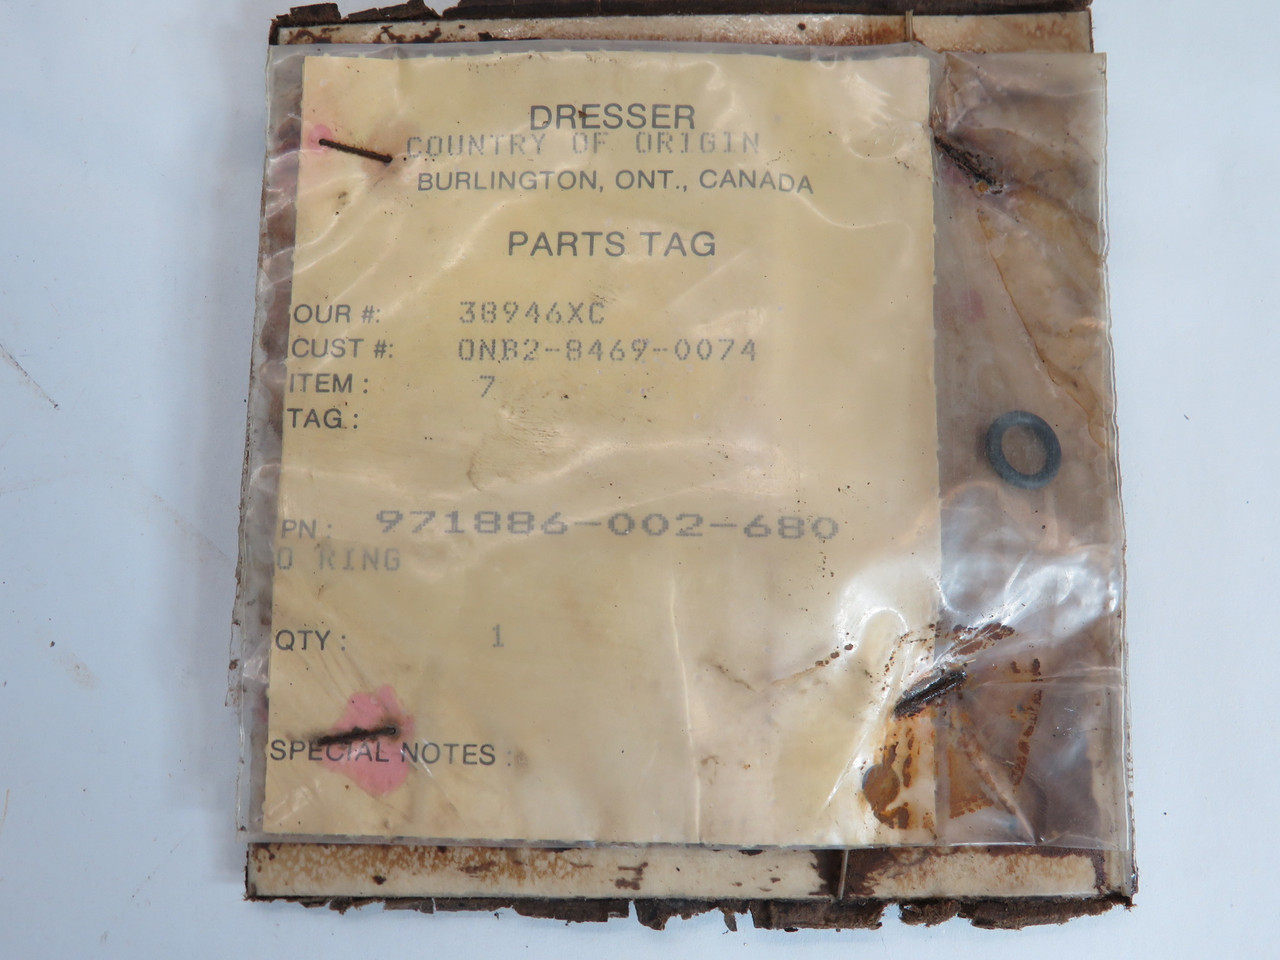 DRESSER
COUNTRY OF ORIGIN
BURLINGTON, ONT., CANADA
PARTS TAG
OUR #: 38946XC
CUST #: ONB2-8469-0074
ITEM : 7
TAG :
PN : 971886-002-680
O RING
QTY : 1
SPECIAL NOTES :